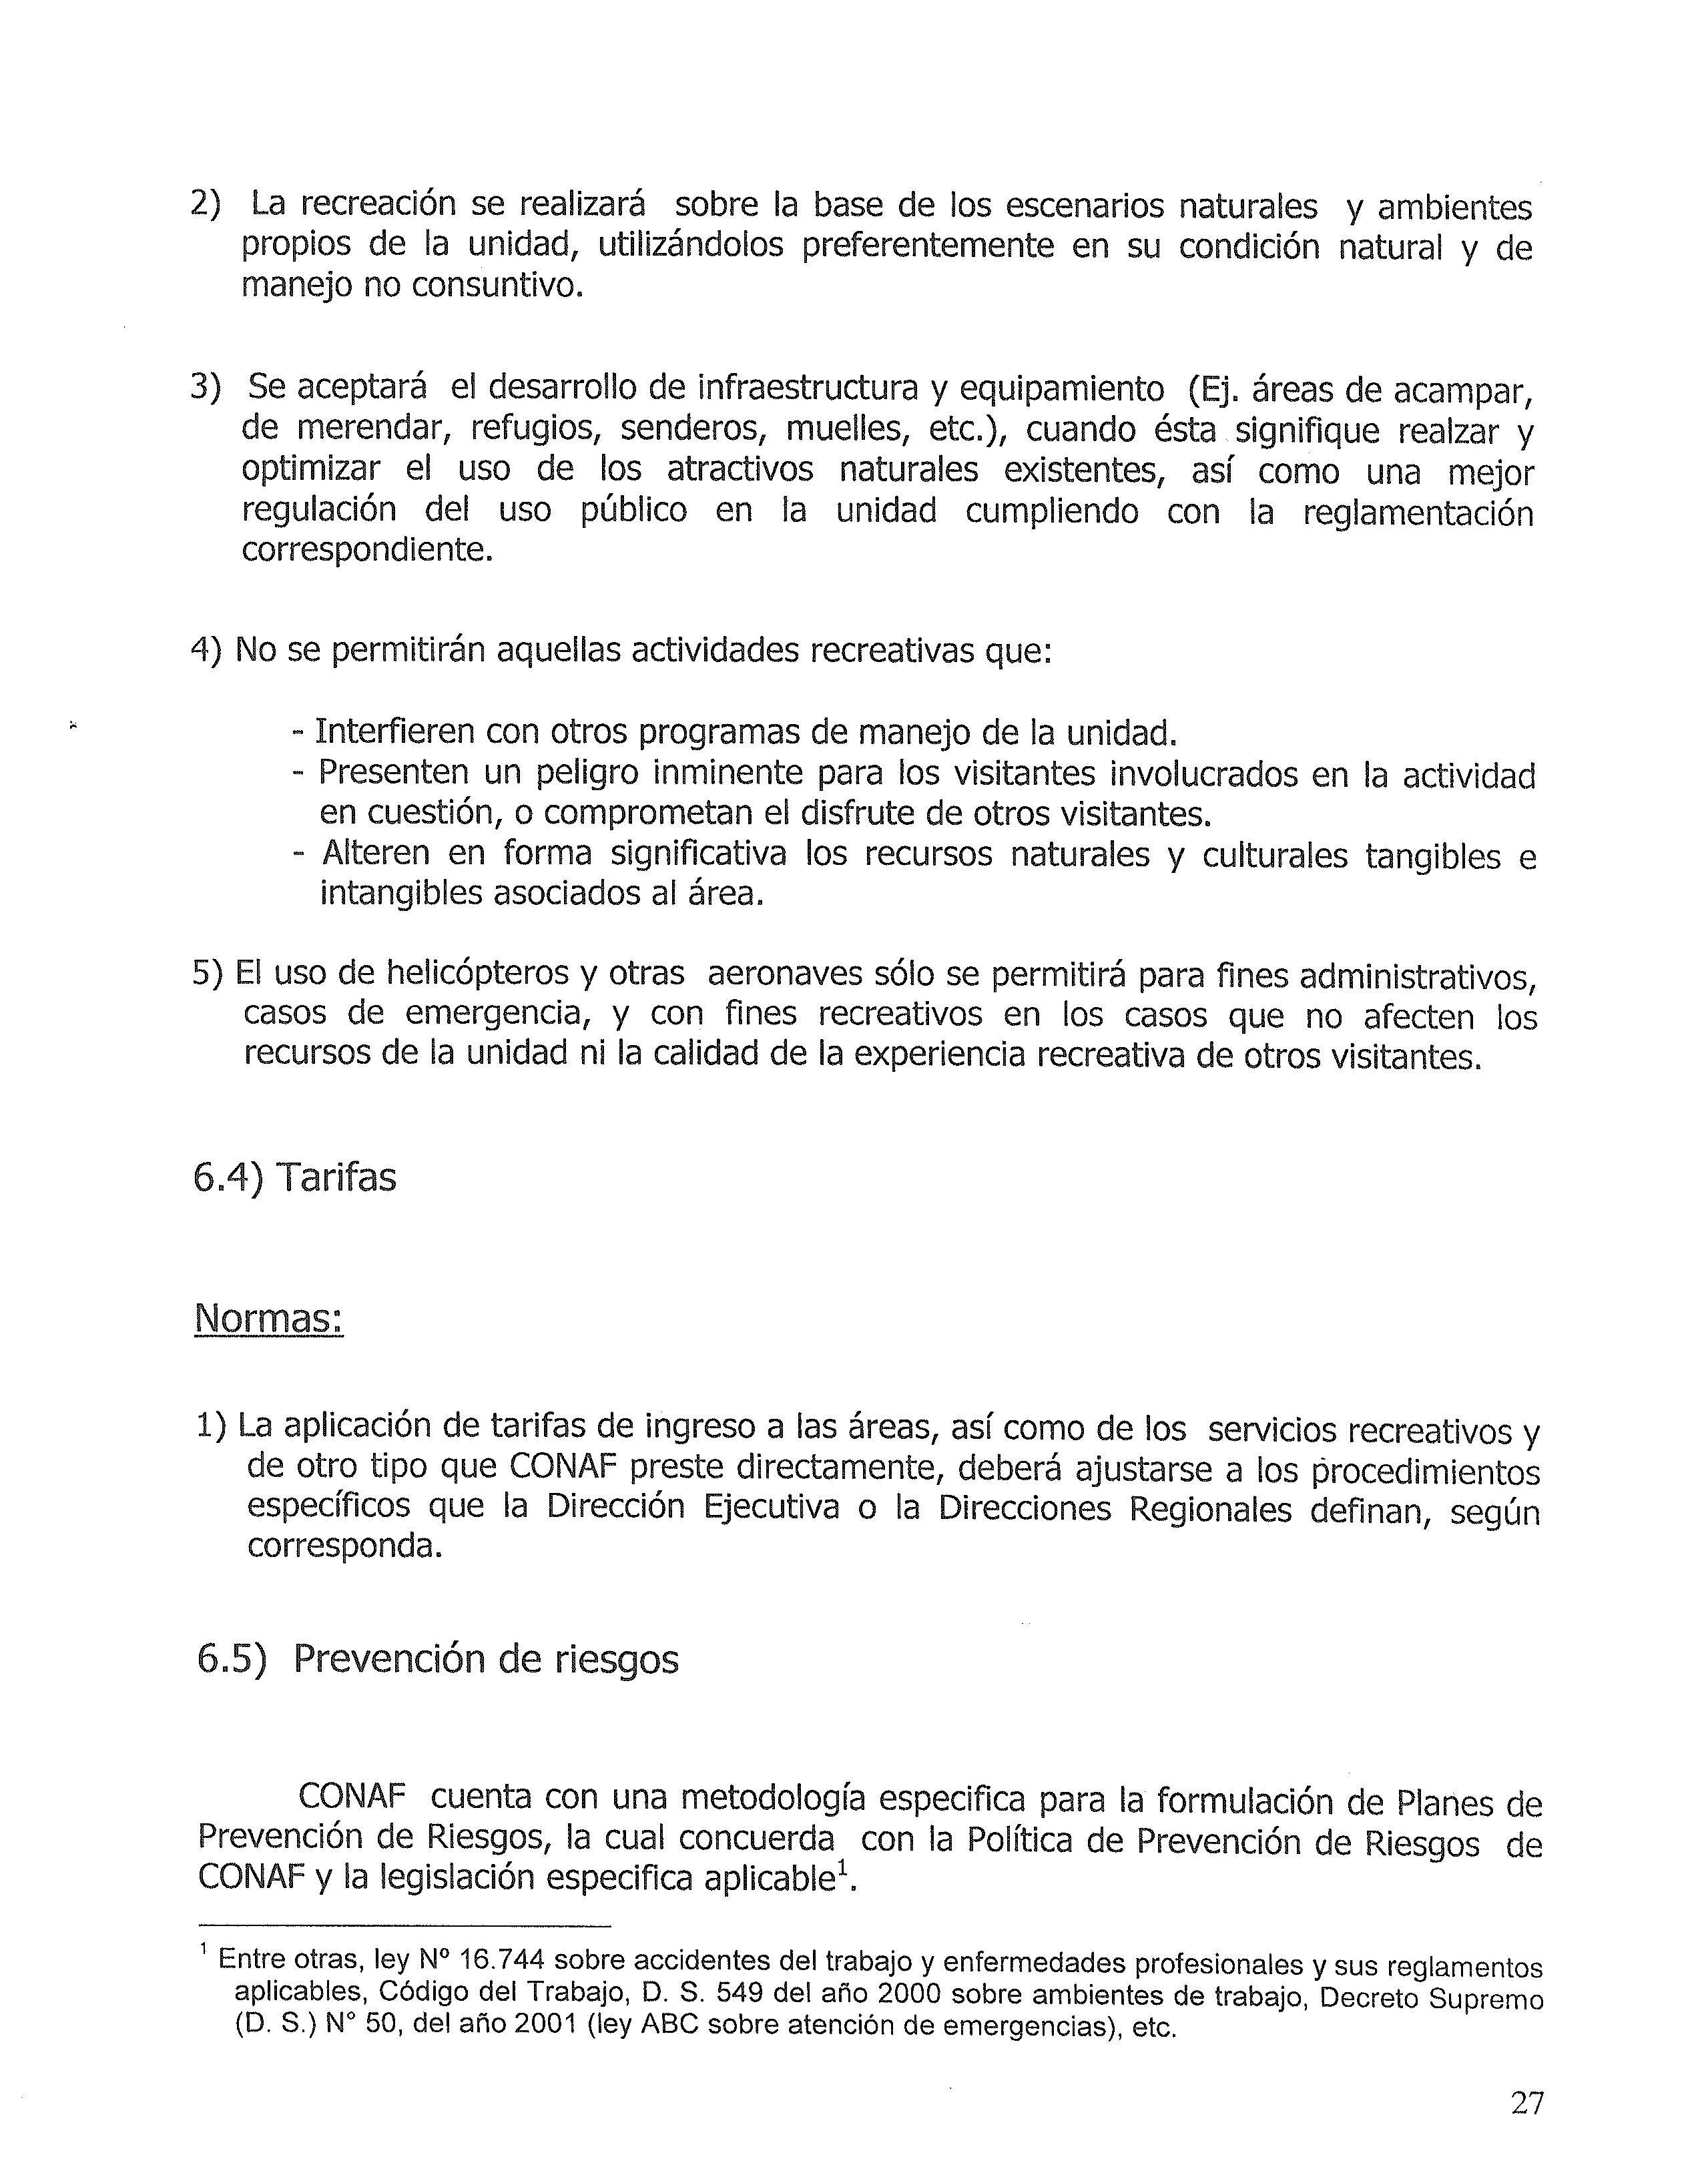 2) La recreación se realizará sobre la base de los escenarios naturales y ambientes
propios de la unidad, utilizándolos preferentemente en su condición natural y de
manejo no consuntivo.
3) Se aceptará el desarrollo de infraestructura y equipamiento (Ej. áreas de acampar,
de merendar, refugios, senderos, muelles, etc.), cuando ésta signifique realzar y
optimizar el uso de los atractivos naturales existentes, así como una mejor
regulación del uso público en la unidad cumpliendo con la reglamentación
correspondiente.
4) No se permitirán aquellas actividades recreativas que:
- Interfieren con otros programas de manejo de la unidad.
- Presenten un peligro inminente para los visitantes involucrados en la actividad
en cuestión, o comprometan el disfrute de otros visitantes.
- Alteren en forma significativa los recursos naturales y culturales tangibles e
intangibles asociados al área.
5) El uso de helicópteros y otras aeronaves sólo se permitirá para fines administrativos,
casos de emergencia, y con fines recreativos en los casos que no afecten los
recursos de la unidad ni la calidad de la experiencia recreativa de otros visitantes.
6.4) Tarifas
Normas:
1) La aplicación de tarifas de ingreso a las áreas, así como de los servicios recreativos y
de otro tipo que CONAF preste directamente, deberá ajustarse a los procedimientos
específicos que la Dirección Ejecutiva o la Direcciones Regionales definan, según
corresponda.
6.5) Prevención de riesgos
CONAF cuenta con una metodología especifica para la formulación de Planes de
Prevención de Riesgos, la cual concuerda con la Política de Prevención de Riesgos de
CONAF y la legislación especifica aplicable¹.
¹ Entre otras, ley Nº 16.744 sobre accidentes del trabajo y enfermedades profesionales y sus reglamentos
aplicables, Código del Trabajo, D. S. 549 del año 2000 sobre ambientes de trabajo, Decreto Supremo
(D. S.) N° 50, del año 2001 (ley ABC sobre atención de emergencias), etc.
27